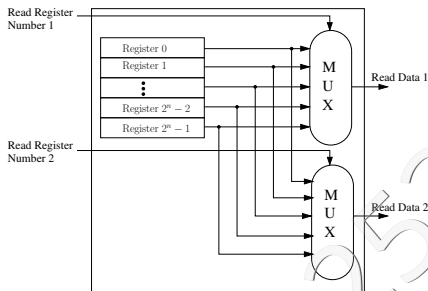 Read Register
Number 1
Register 0
Register 1
Register 2ⁿ − 2
Register 2ⁿ − 1
M
U
X
Read Data 1
Read Register
Number 2
M
U
X
Read Data 2